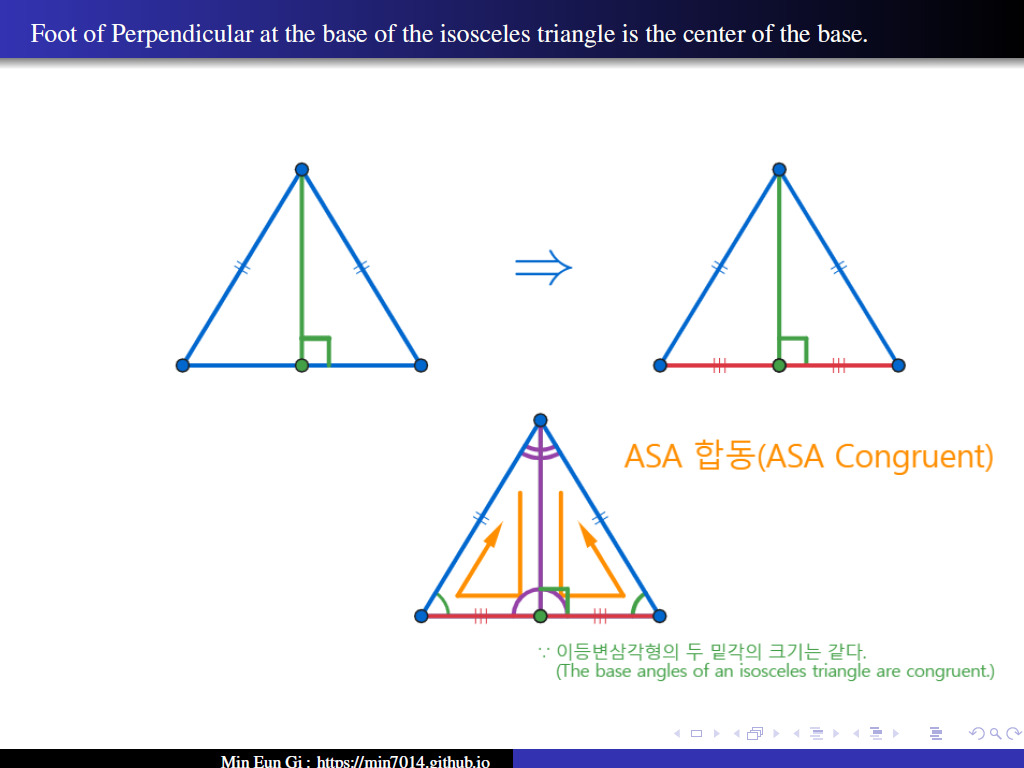 Foot of Perpendicular at the base of the isosceles triangle is the center of the base.
⇒
ASA 합동(ASA Congruent)
∵ 이등변삼각형의 두 밑각의 크기는 같다.
(The base angles of an isosceles triangle are congruent.)
Min Eun Gi : https://min7014.github.io